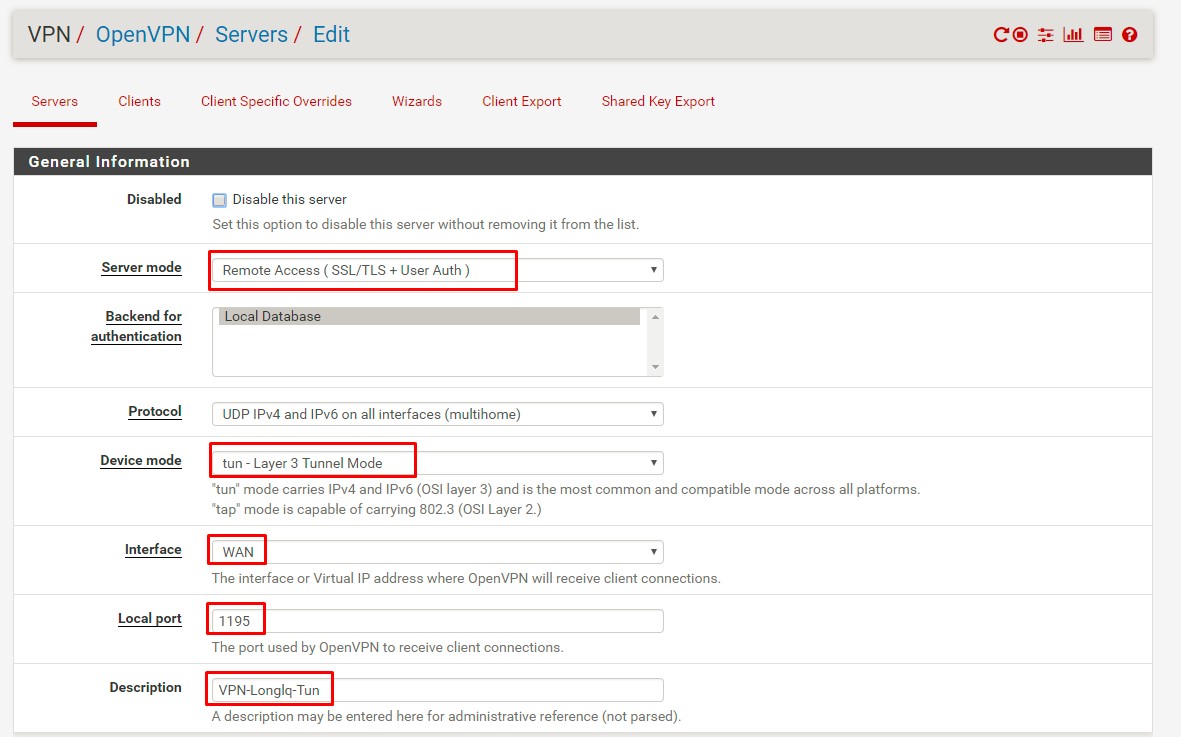 VPN / OpenVPN / Servers / Edit
Servers Clients Client Specific Overrides Wizards Client Export Shared Key Export
General Information
Disabled Disable this server
Set this option to disable this server without removing it from the list.
Server mode Remote Access ( SSL/TLS + User Auth )
Backend for authentication Local Database
Protocol UDP IPv4 and IPv6 on all interfaces (multihome)
Device mode tun - Layer 3 Tunnel Mode
"tun" mode carries IPv4 and IPv6 (OSI layer 3) and is the most common and compatible mode across all platforms.
"tap" mode is capable of carrying 802.3 (OSI Layer 2.)
Interface WAN
The interface or Virtual IP address where OpenVPN will receive client connections.
Local port 1195
The port used by OpenVPN to receive client connections.
Description VPN-Longlq-Tun
A description may be entered here for administrative reference (not parsed).